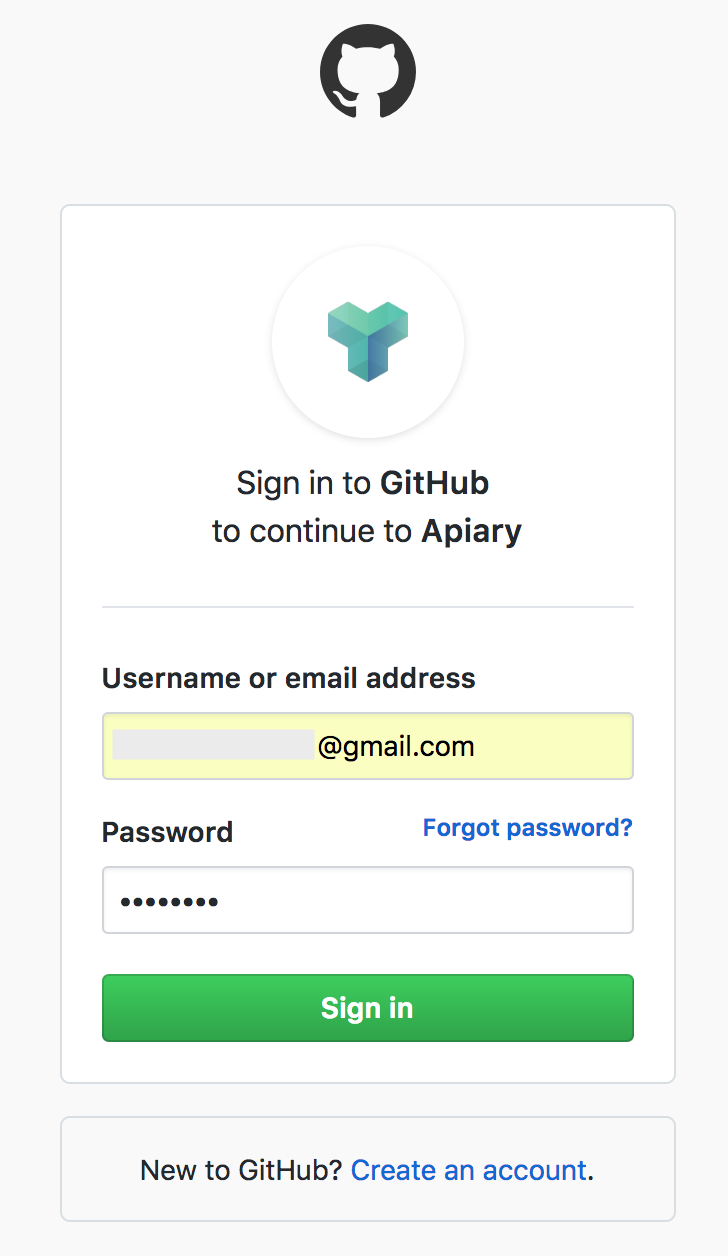 Sign in to GitHub
to continue to Apiary
Username or email address
@gmail.com
Password
Forgot password?
••••••••
Sign in
New to GitHub? Create an account.